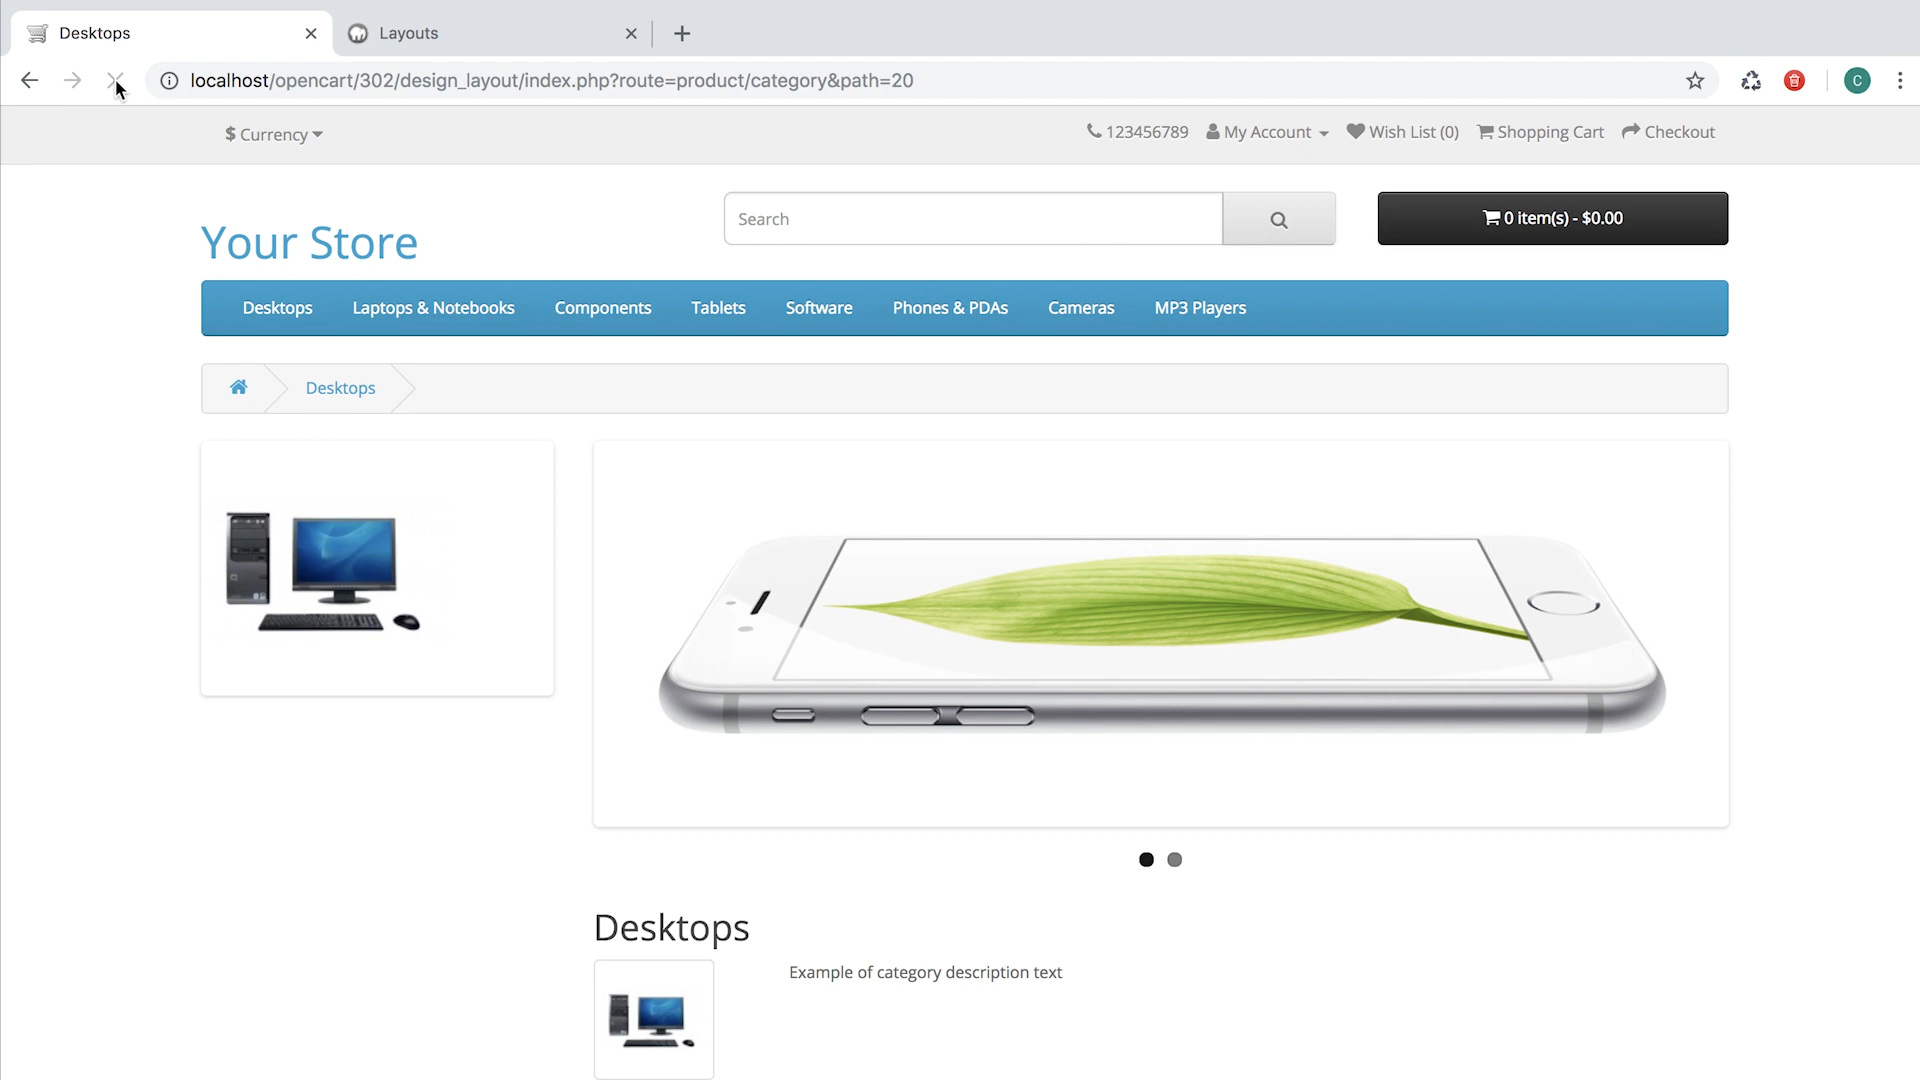 Desktops
Layouts
localhost/opencart/302/design_layout/index.php?route=product/category&path=20
C
$ Currency
123456789 My Account Wish List (0) Shopping Cart Checkout
Your Store
Search
0 item(s) - $0.00
Desktops Laptops & Notebooks Components Tablets Software Phones & PDAs Cameras MP3 Players
Desktops
Desktops
Example of category description text